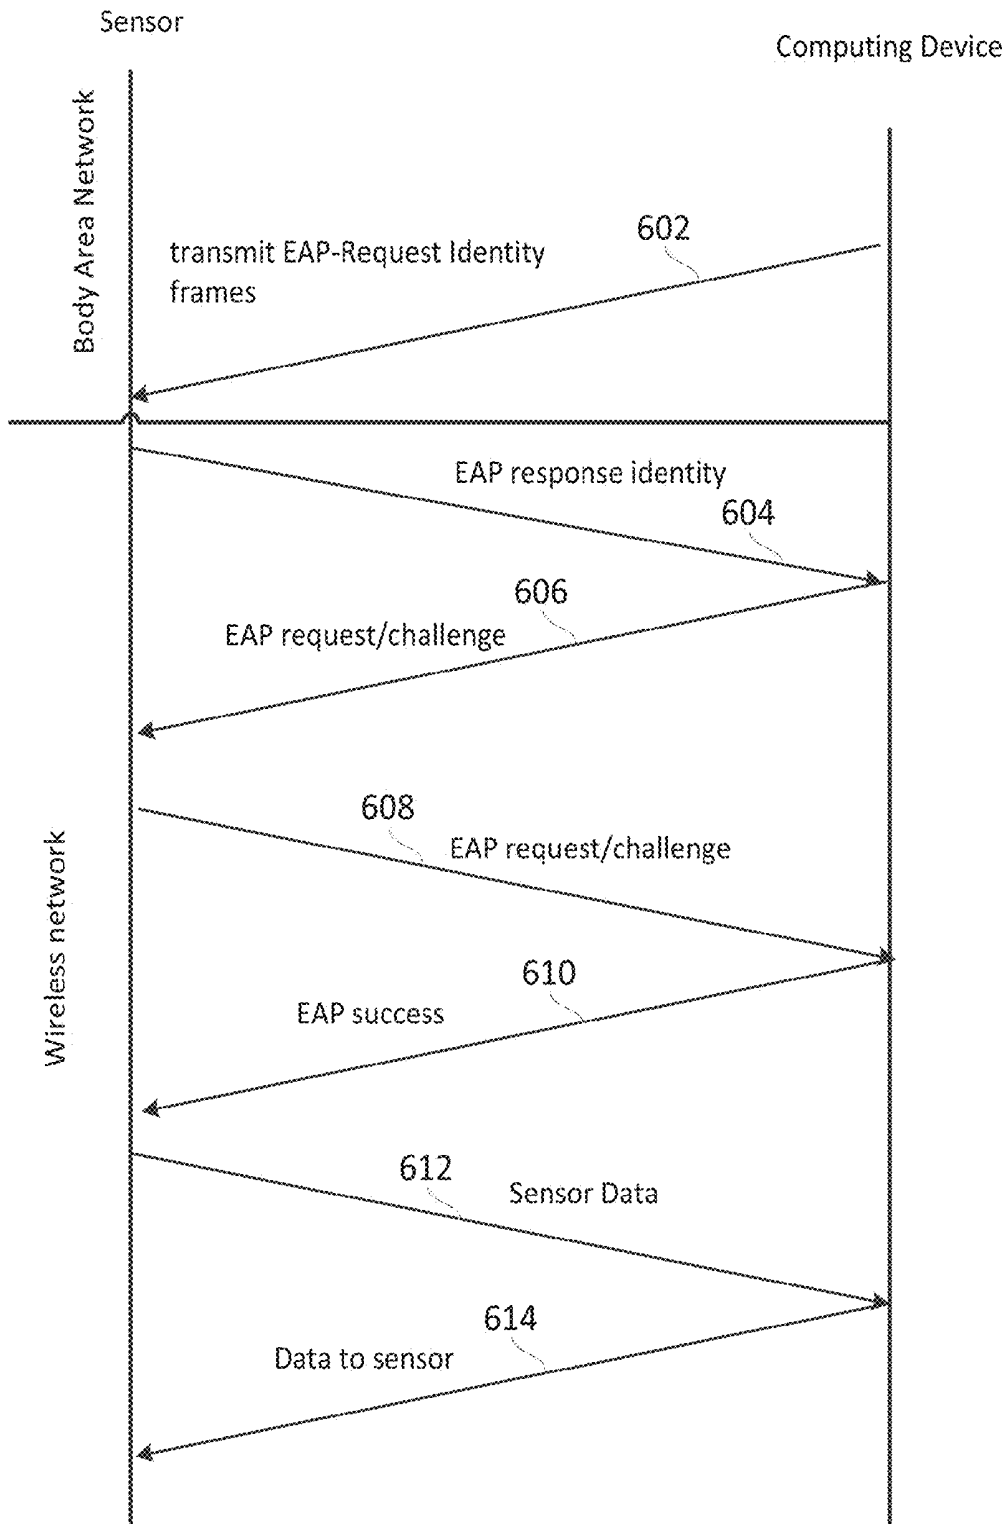 Sensor
Computing Device
Body Area Network
602
transmit EAP-Request Identity
frames
EAP response identity
604
606
EAP request/challenge
608
EAP request/challenge
Wireless network
610
EAP success
612
Sensor Data
614
Data to sensor